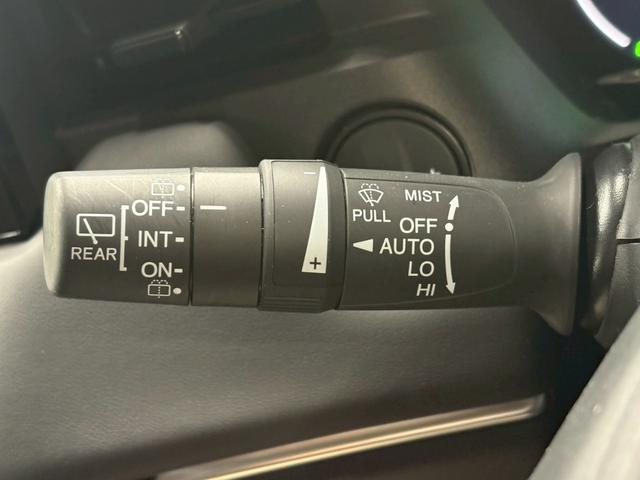 REAR
OFF
INT
ON
-
+
PULL
MIST
OFF
AUTO
LO
HI